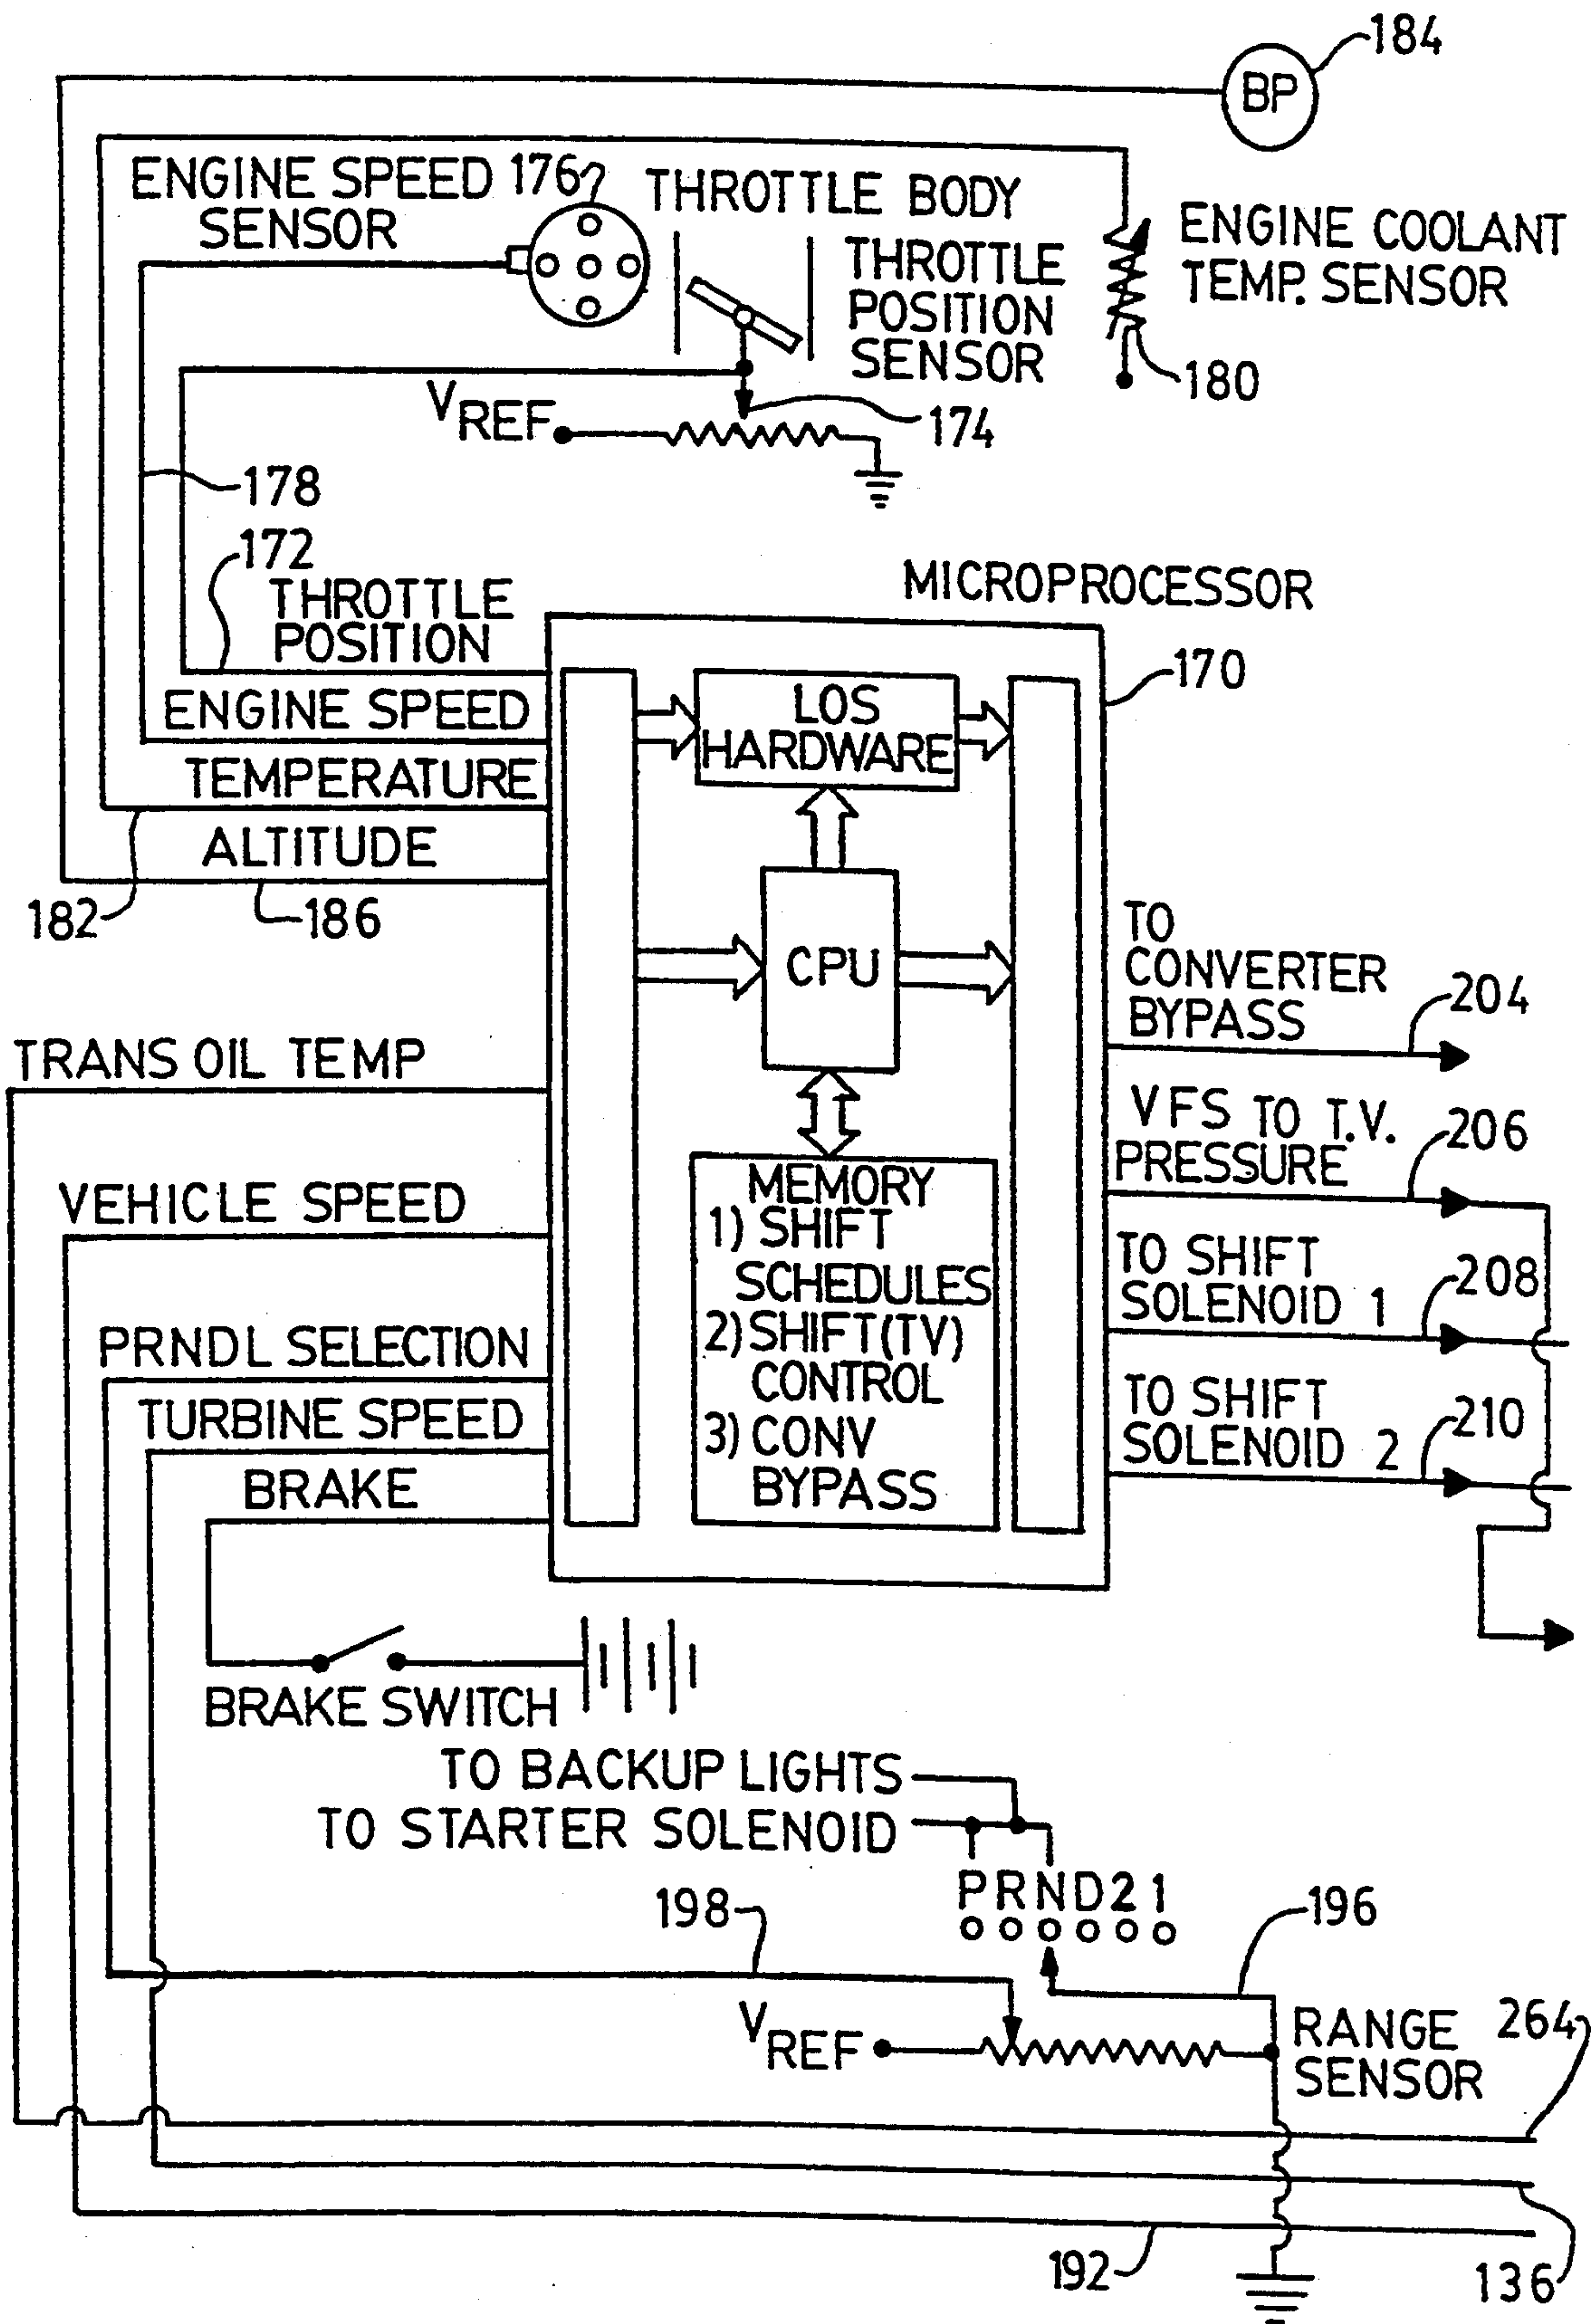 184
BP
ENGINE SPEED
SENSOR
176
THROTTLE BODY
THROTTLE
POSITION
SENSOR
ENGINE COOLANT
TEMP. SENSOR
180
VREF
174
178
172
THROTTLE
POSITION
MICROPROCESSOR
170
ENGINE SPEED
LOS
HARDWARE
TEMPERATURE
ALTITUDE
182
186
CPU
TO
CONVERTER
BYPASS
204
TRANS OIL TEMP
VFS TO T.V.
PRESSURE
206
VEHICLE SPEED
MEMORY
1) SHIFT
SCHEDULES
2) SHIFT (TV)
CONTROL
3) CONV
BYPASS
TO SHIFT
SOLENOID 1
208
PRNDL SELECTION
TURBINE SPEED
TO SHIFT
SOLENOID 2
210
BRAKE
BRAKE SWITCH
TO BACKUP LIGHTS
TO STARTER SOLENOID
PRND21
198
196
VREF
RANGE
SENSOR
264
192
136